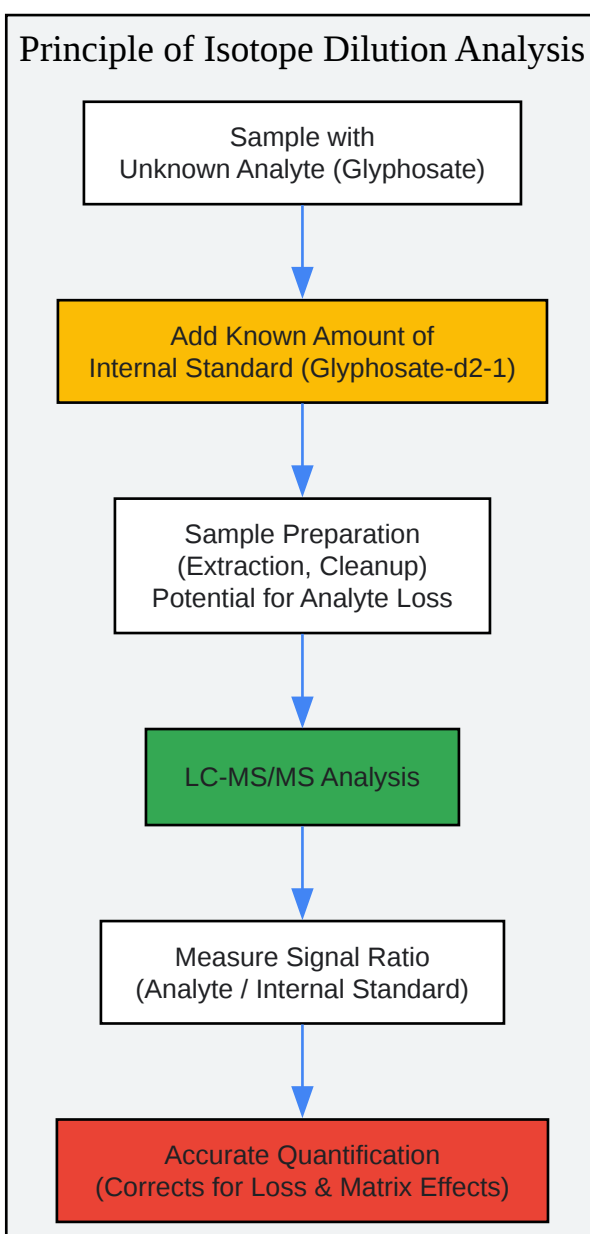 Principle of Isotope Dilution Analysis
Sample with
Unknown Analyte (Glyphosate)
Add Known Amount of
Internal Standard (Glyphosate-d2-1)
Sample Preparation
(Extraction, Cleanup)
Potential for Analyte Loss
LC-MS/MS Analysis
Measure Signal Ratio
(Analyte / Internal Standard)
Accurate Quantification
(Corrects for Loss & Matrix Effects)